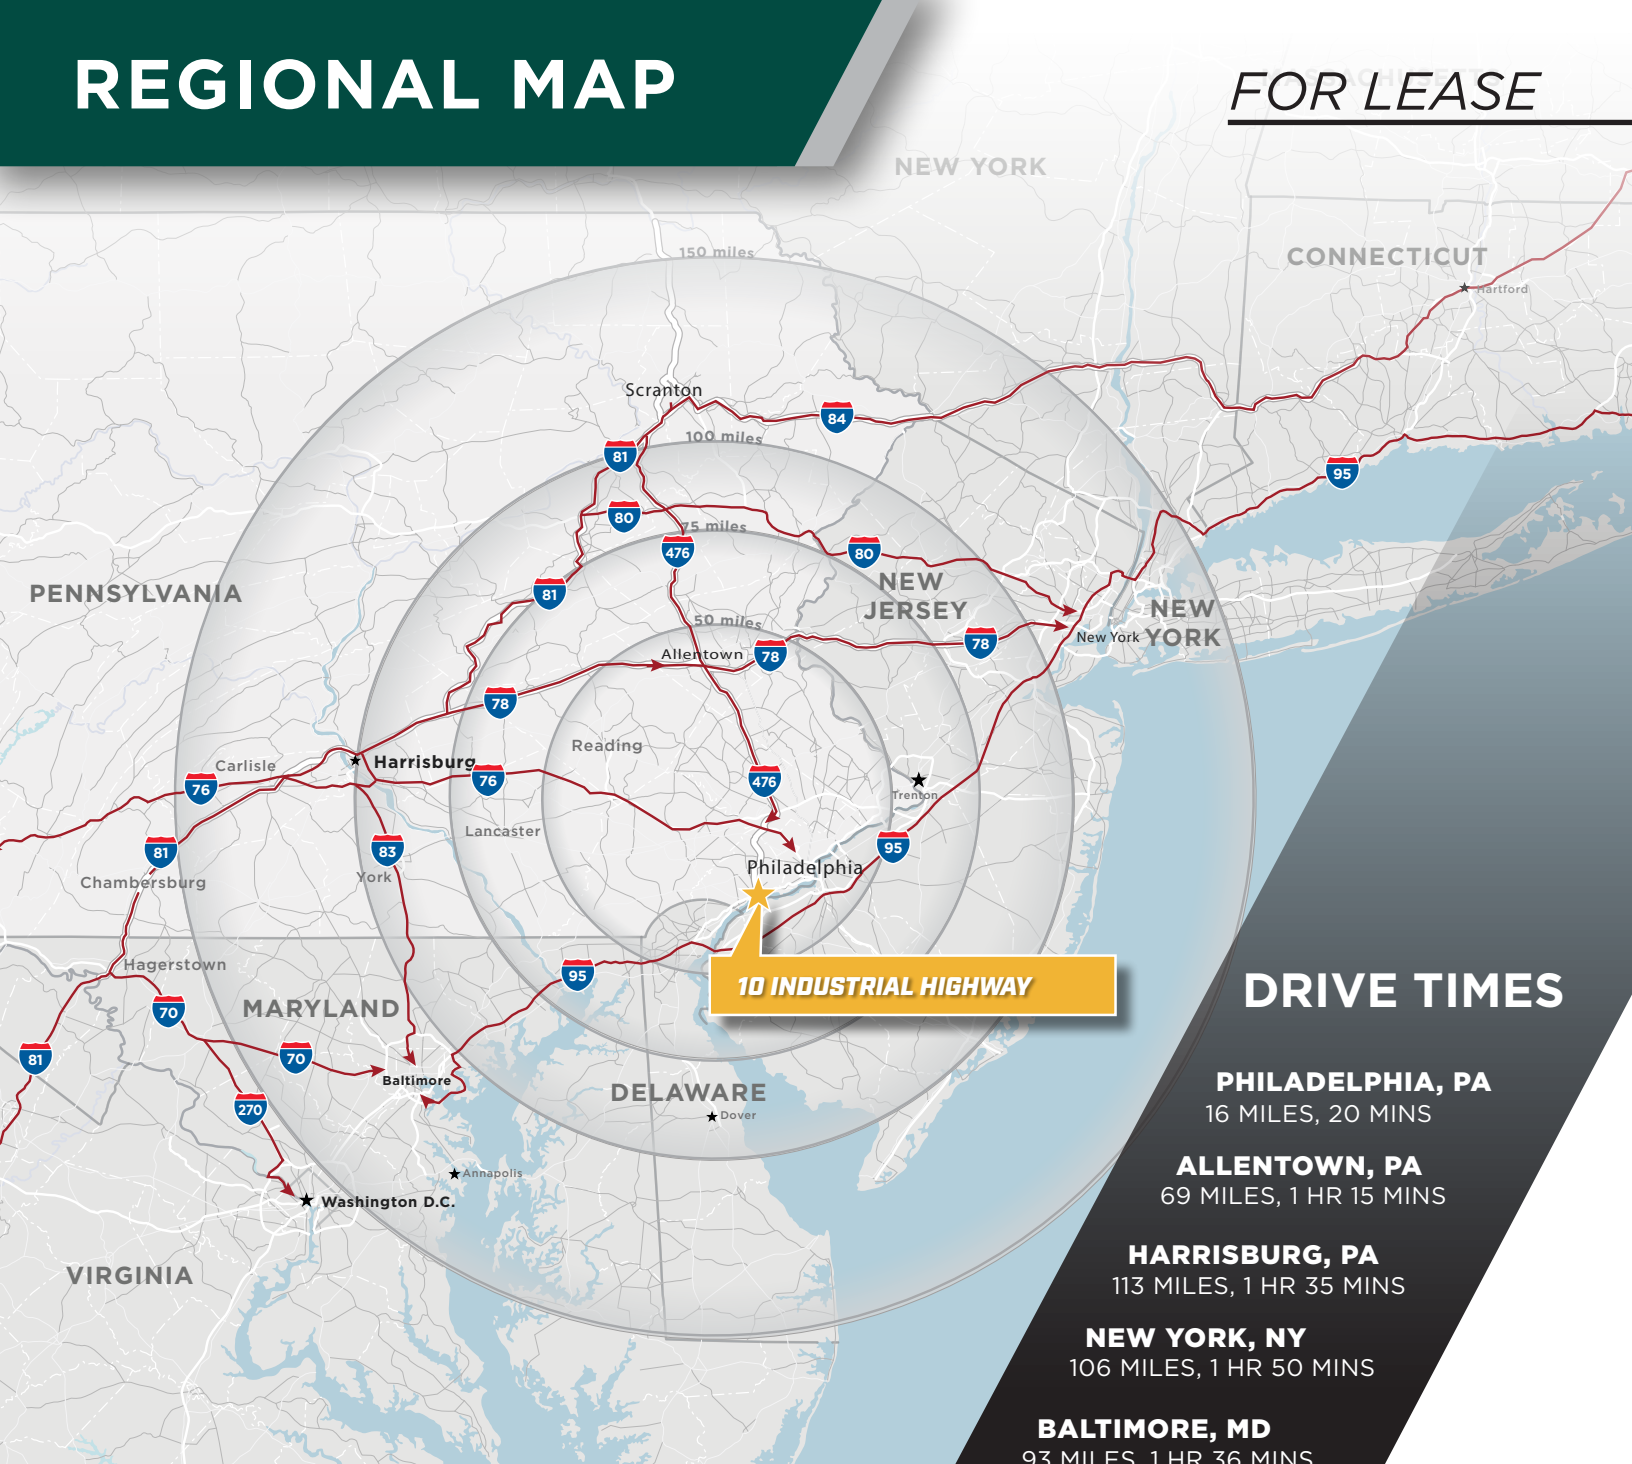 REGIONAL MAP
MASSACHUSETTS
FOR LEASE
NEW YORK
CONNECTICUT
Hartford
150 miles
Scranton
84
100 miles
81
95
80
75 miles
476
80
81
NEW
JERSEY
PENNSYLVANIA
NEW
YORK
50 miles
New York
78
78
Allentown
78
Reading
Harrisburg
Carlisle
76
76
476
Trenton
Lancaster
95
83
81
York
Chambersburg
Philadelphia
Hagerstown
95
10 INDUSTRIAL HIGHWAY
DRIVE TIMES
MARYLAND
70
70
81
Baltimore
PHILADELPHIA, PA
16 MILES, 20 MINS
DELAWARE
Dover
270
ALLENTOWN, PA
69 MILES, 1 HR 15 MINS
Annapolis
Washington D.C.
HARRISBURG, PA
113 MILES, 1 HR 35 MINS
VIRGINIA
NEW YORK, NY
106 MILES, 1 HR 50 MINS
BALTIMORE, MD
93 MILES, 1 HR 36 MINS